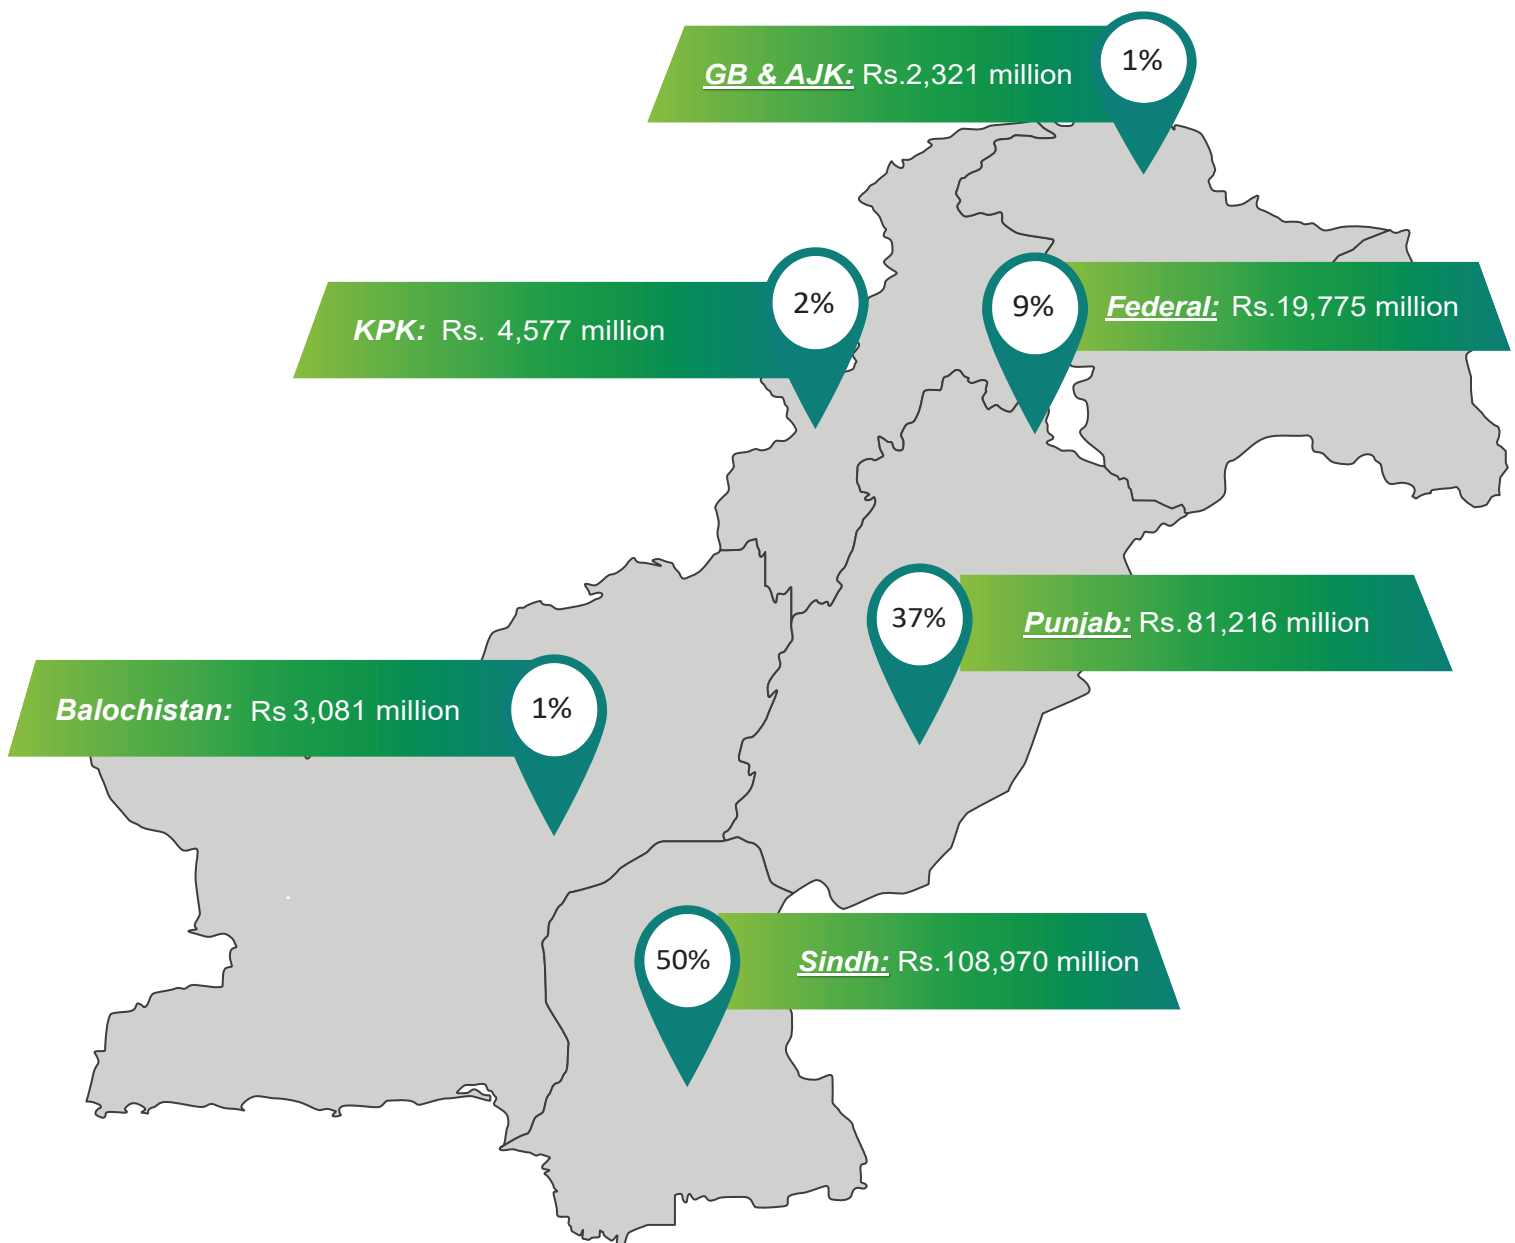 GB & AJK: Rs.2,321 million
1%
KPK: Rs. 4,577 million
2%
9%
Federal: Rs.19,775 million
37%
Punjab: Rs. 81,216 million
Balochistan: Rs 3,081 million
1%
50%
Sindh: Rs.108,970 million